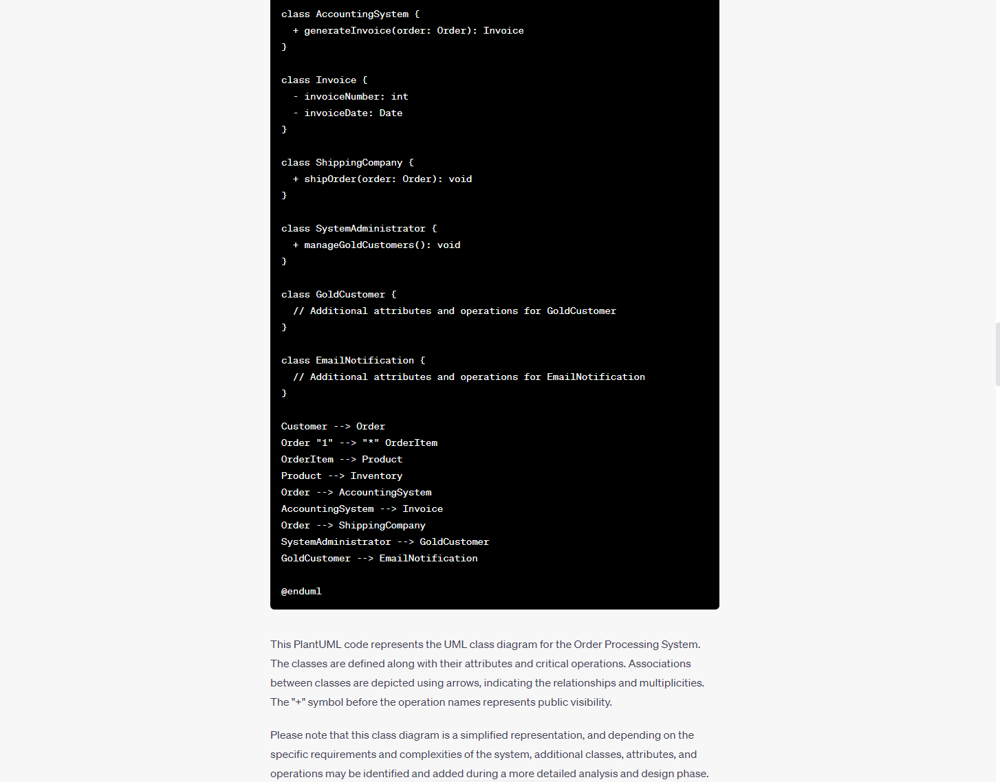 class AccountingSystem {
  + generateInvoice(order: Order): Invoice
}

class Invoice {
  - invoiceNumber: int
  - invoiceDate: Date
}

class ShippingCompany {
  + shipOrder(order: Order): void
}

class SystemAdministrator {
  + manageGoldCustomers(): void
}

class GoldCustomer {
  // Additional attributes and operations for GoldCustomer
}

class EmailNotification {
  // Additional attributes and operations for EmailNotification
}

Customer --> Order
Order "1" --> "*" OrderItem
OrderItem --> Product
Product --> Inventory
Order --> AccountingSystem
AccountingSystem --> Invoice
Order --> ShippingCompany
SystemAdministrator --> GoldCustomer
GoldCustomer --> EmailNotification

@enduml

This PlantUML code represents the UML class diagram for the Order Processing System.
The classes are defined along with their attributes and critical operations. Associations
between classes are depicted using arrows, indicating the relationships and multiplicities.
The "+" symbol before the operation names represents public visibility.

Please note that this class diagram is a simplified representation, and depending on the
specific requirements and complexities of the system, additional classes, attributes, and
operations may be identified and added during a more detailed analysis and design phase.